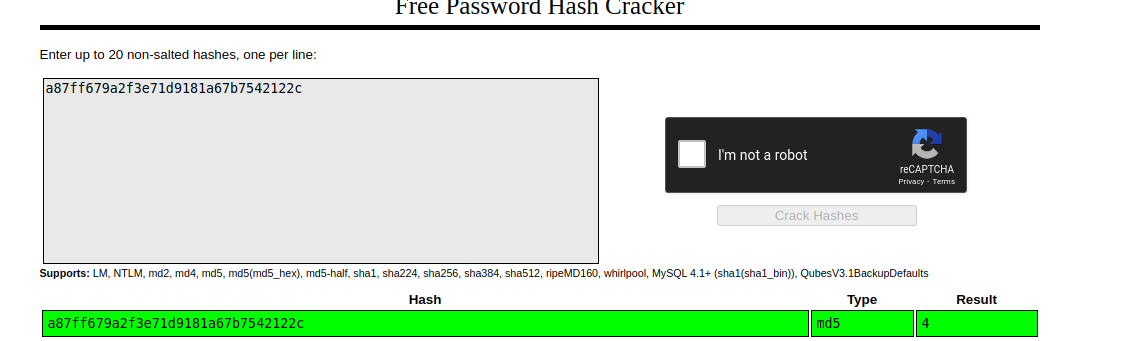 Free Password Hash Cracker
Enter up to 20 non-salted hashes, one per line:
a87ff679a2f3e71d9181a67b7542122c
I'm not a robot
reCAPTCHA
Privacy - Terms
Crack Hashes
Supports: LM, NTLM, md2, md4, md5, md5(md5_hex), md5-half, sha1, sha224, sha256, sha384, sha512, ripeMD160, whirlpool, MySQL 4.1+ (sha1(sha1_bin)), QubesV3.1BackupDefaults
Hash Type Result
a87ff679a2f3e71d9181a67b7542122c md5 4